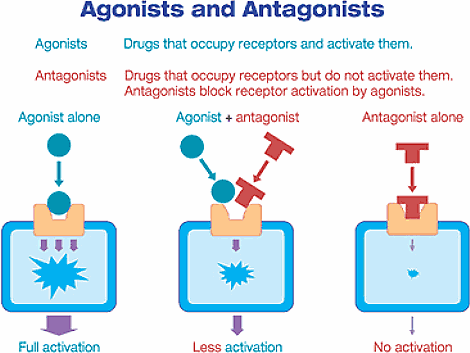 Agonists and Antagonists
Agonists Drugs that occupy receptors and activate them.
Antagonists Drugs that occupy receptors but do not activate them.
Antagonists block receptor activation by agonists.
Agonist alone
Agonist + antagonist
Antagonist alone
Full activation
Less activation
No activation